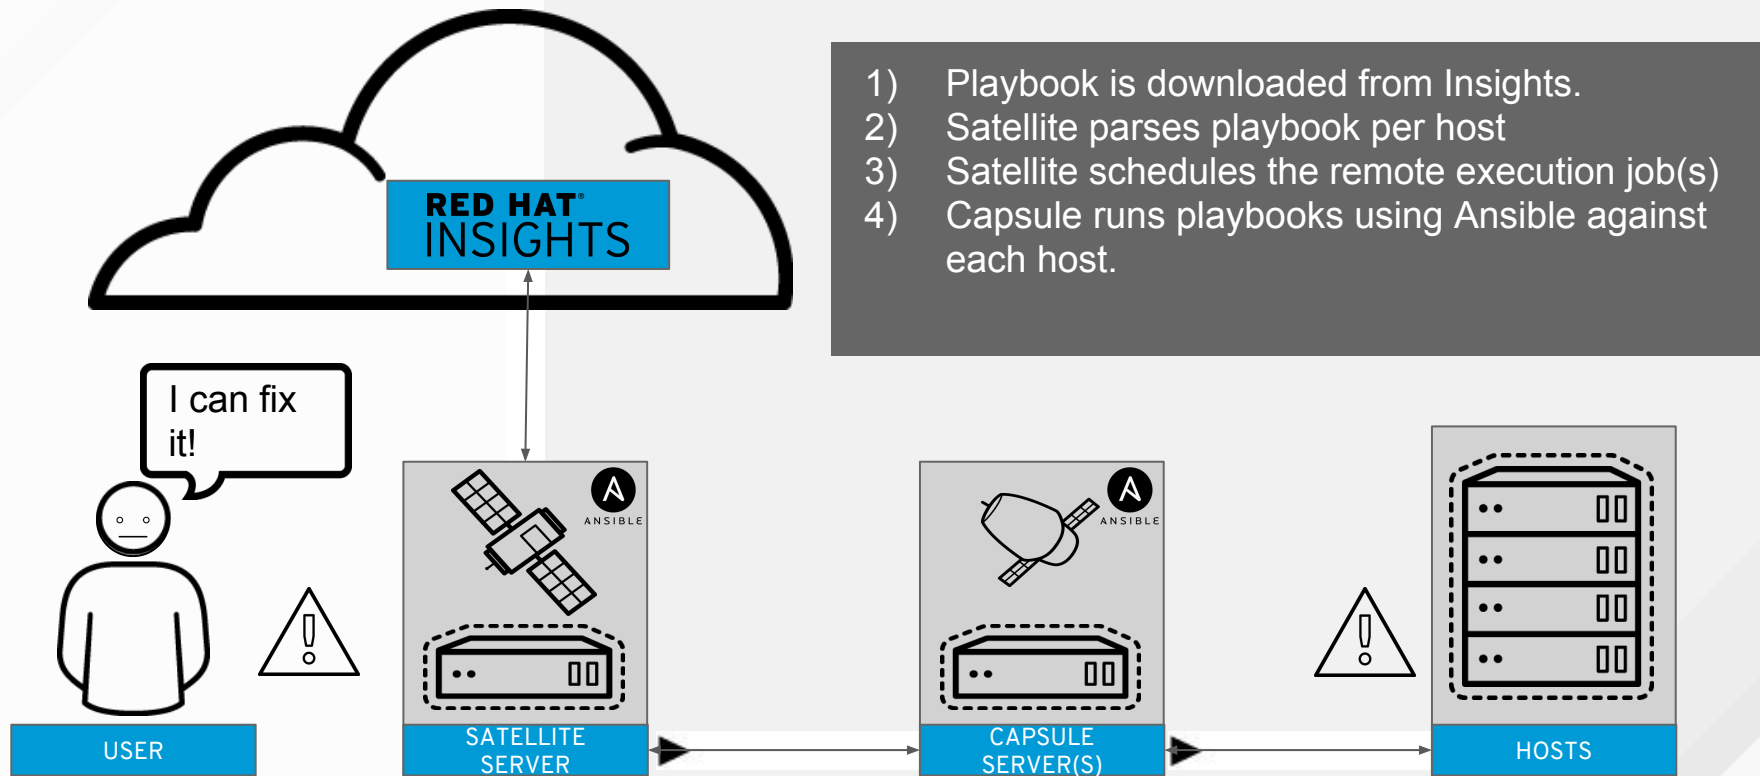 RED HAT®
INSIGHTS
1) Playbook is downloaded from Insights.
2) Satellite parses playbook per host
3) Satellite schedules the remote execution job(s)
4) Capsule runs playbooks using Ansible against
each host.
I can fix
it!
ANSIBLE
ANSIBLE
USER
SATELLITE
SERVER
CAPSULE
SERVER(S)
HOSTS